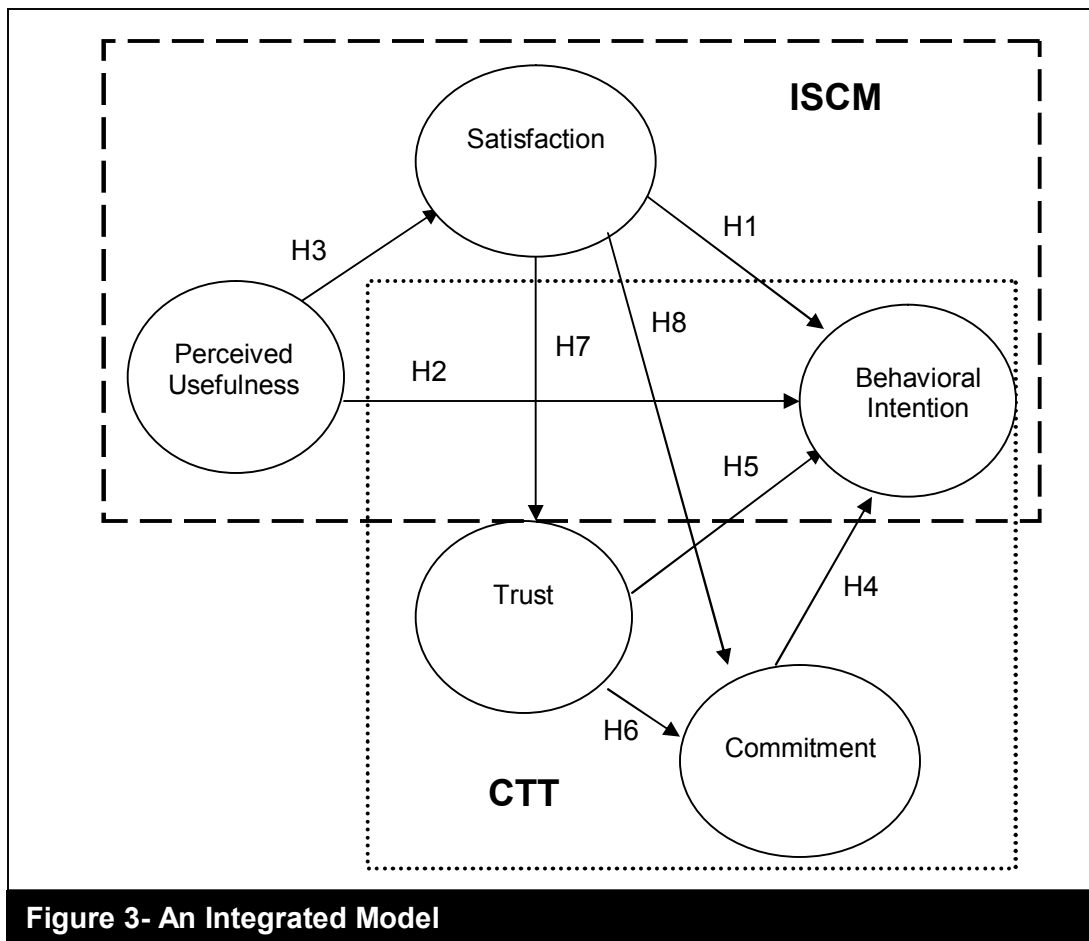 ISCM
Satisfaction
H1
H3
H8
H7
Perceived
Usefulness
H2
Behavioral
Intention
H5
Trust
H4
H6
Commitment
CTT
Figure 3- An Integrated Model